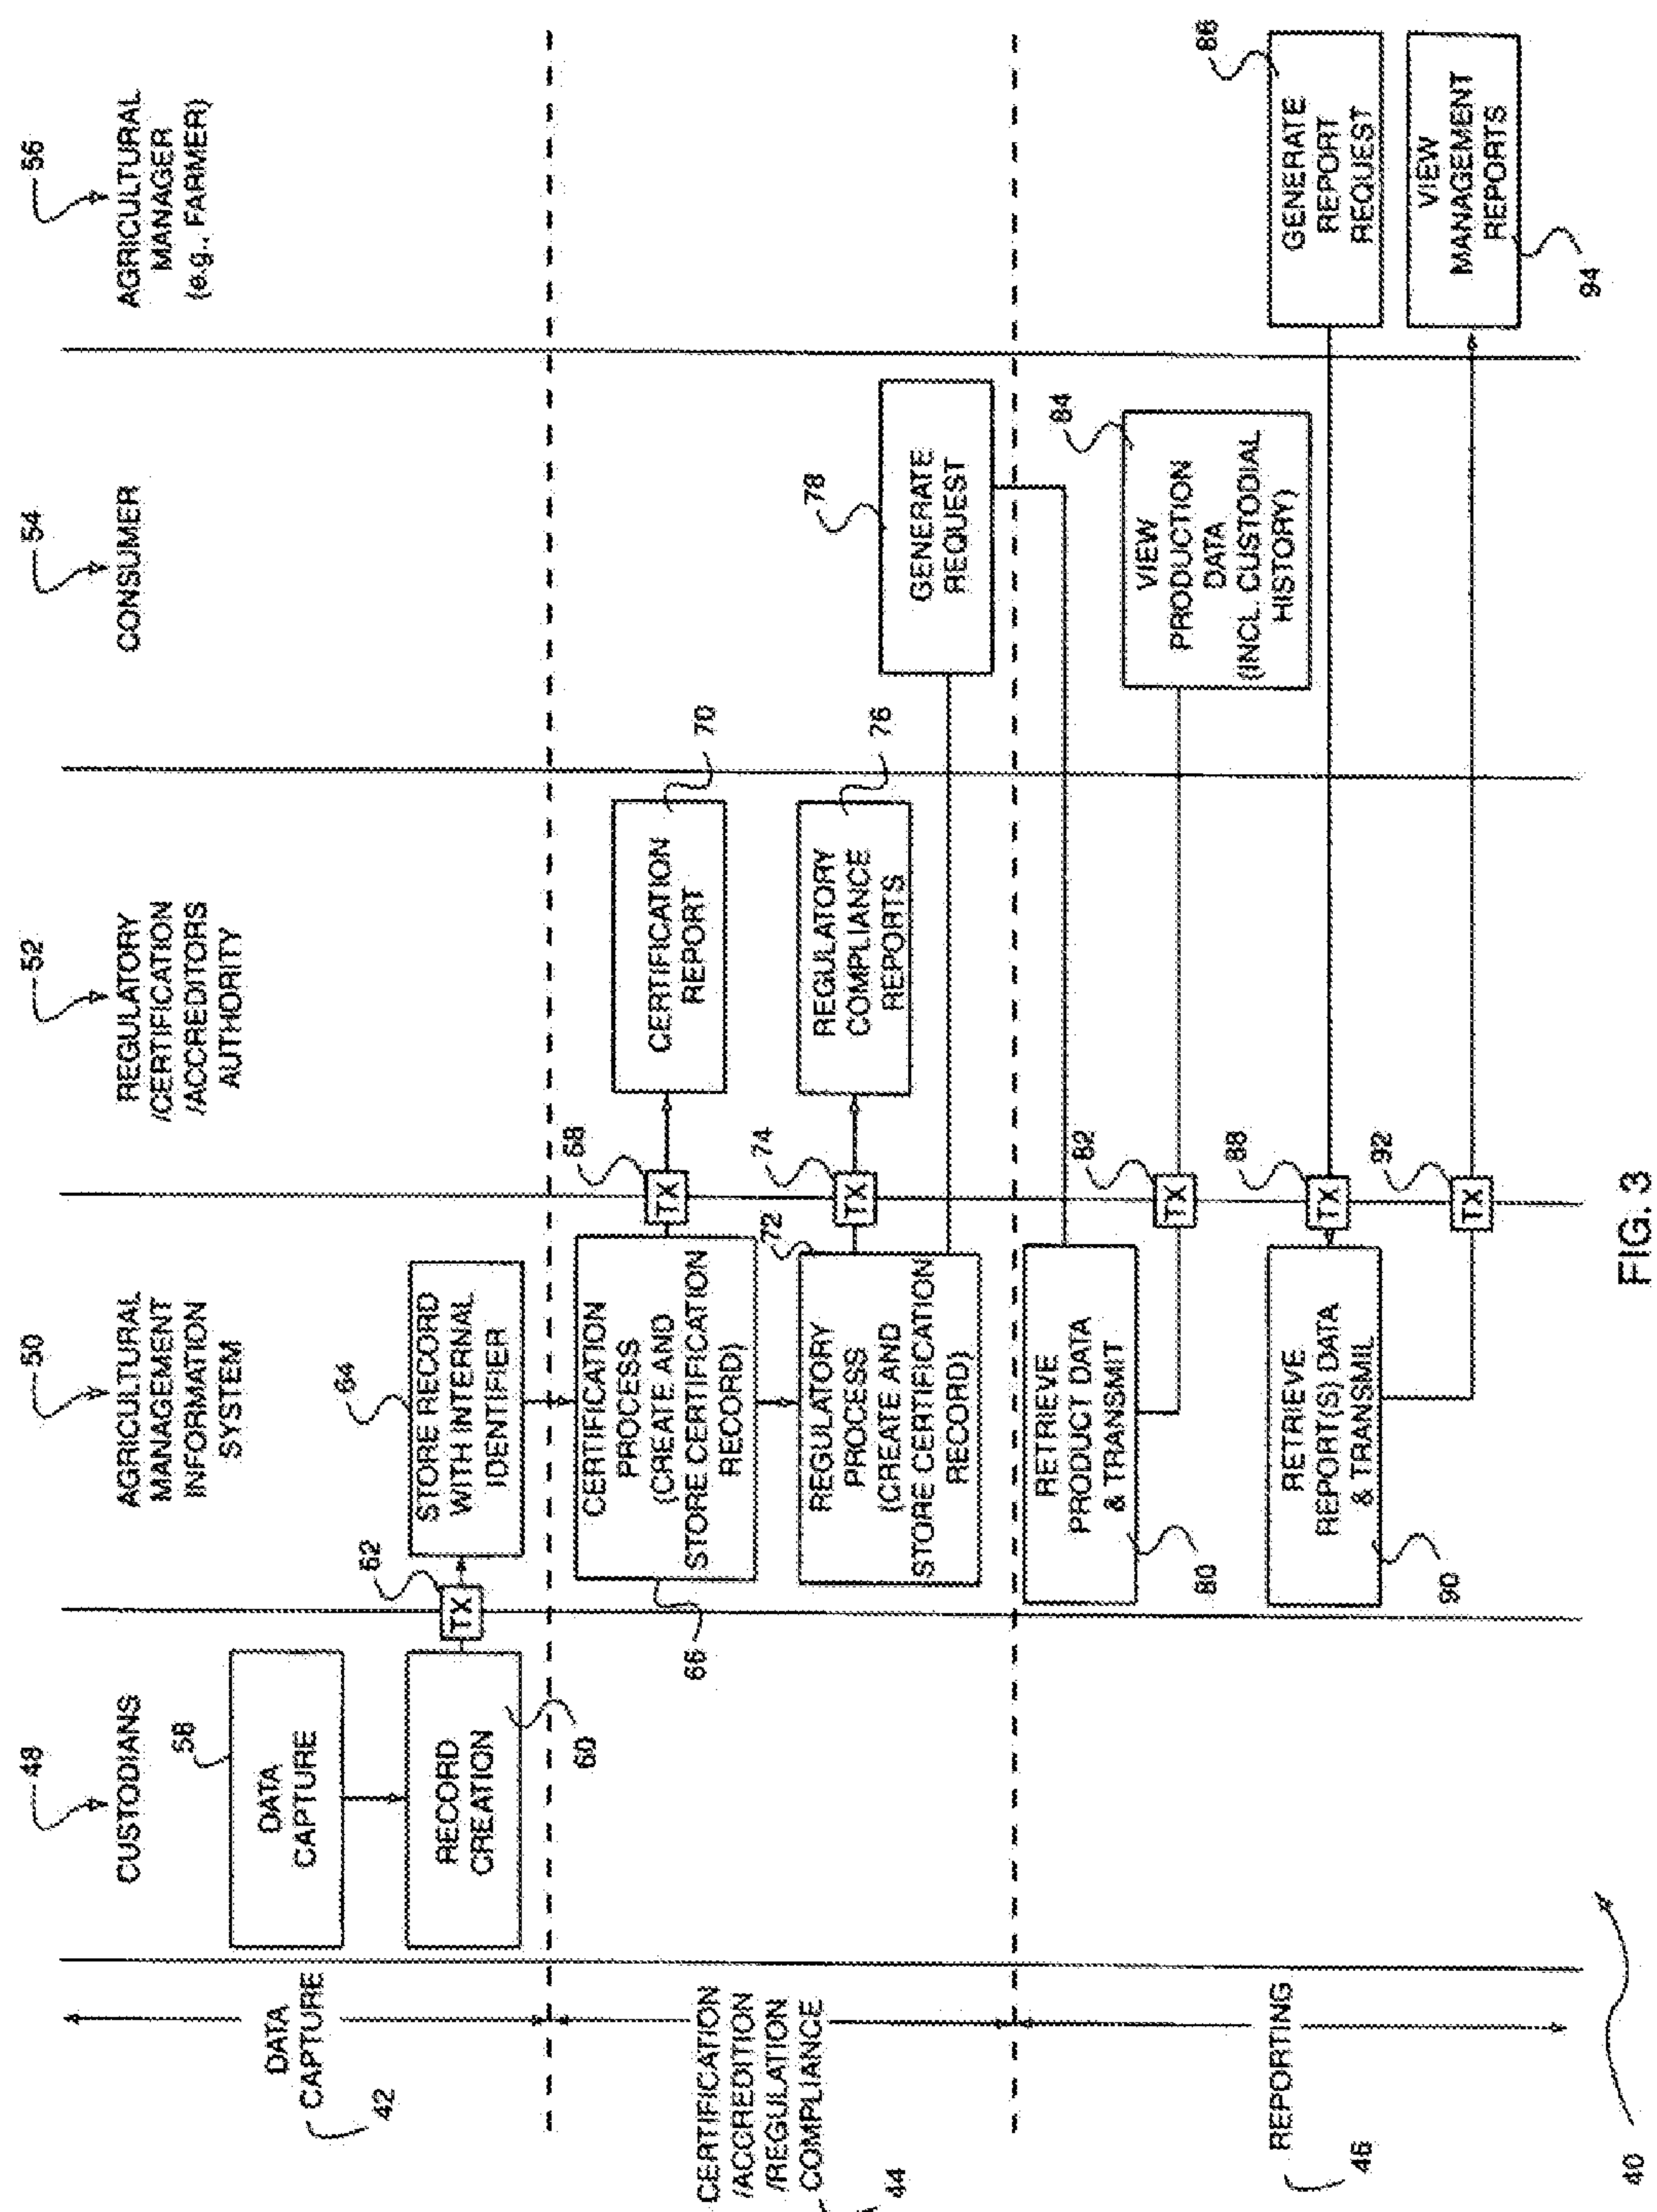 48
CUSTODIANS
50
AGRICULTURAL
MANAGEMENT
INFORMATION
SYSTEM
52
REGULATORY
/CERTIFICATION
/ACCREDITORS
AUTHORITY
54
CONSUMER
56
AGRICULTURAL
MANAGER
(e.g., FARMER)
DATA
CAPTURE
42
58
DATA
CAPTURE
RECORD
CREATION
60
62
TX
64
STORE RECORD
WITH INTERNAL
IDENTIFIER
CERTIFICATION
/ACCREDITION
/REGULATION
COMPLIANCE
44
66
CERTIFICATION
PROCESS
(CREATE AND
STORE CERTIFICATION
RECORD)
68
TX
CERTIFICATION
REPORT
70
72
REGULATORY
PROCESS
(CREATE AND
STORE CERTIFICATION
RECORD)
74
TX
REGULATORY
COMPLIANCE
REPORTS
76
78
GENERATE
REQUEST
REPORTING
46
RETRIEVE
PRODUCT DATA
& TRANSMIT
80
82
TX
84
VIEW
PRODUCTION
DATA
(INCL. CUSTODIAL
HISTORY)
86
GENERATE
REPORT
REQUEST
88
TX
RETRIEVE
REPORT(S) DATA
& TRANSMIL
90
92
TX
VIEW
MANAGEMENT
REPORTS
94
40
FIG. 3